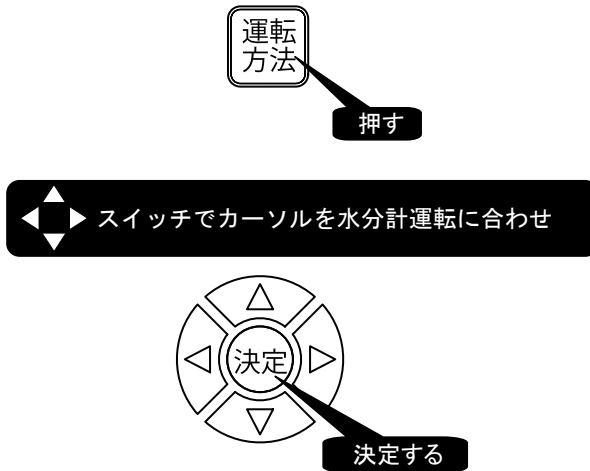 運転
方法
押す
スイッチでカーソルを水分計運転に合わせ
決定
決定する